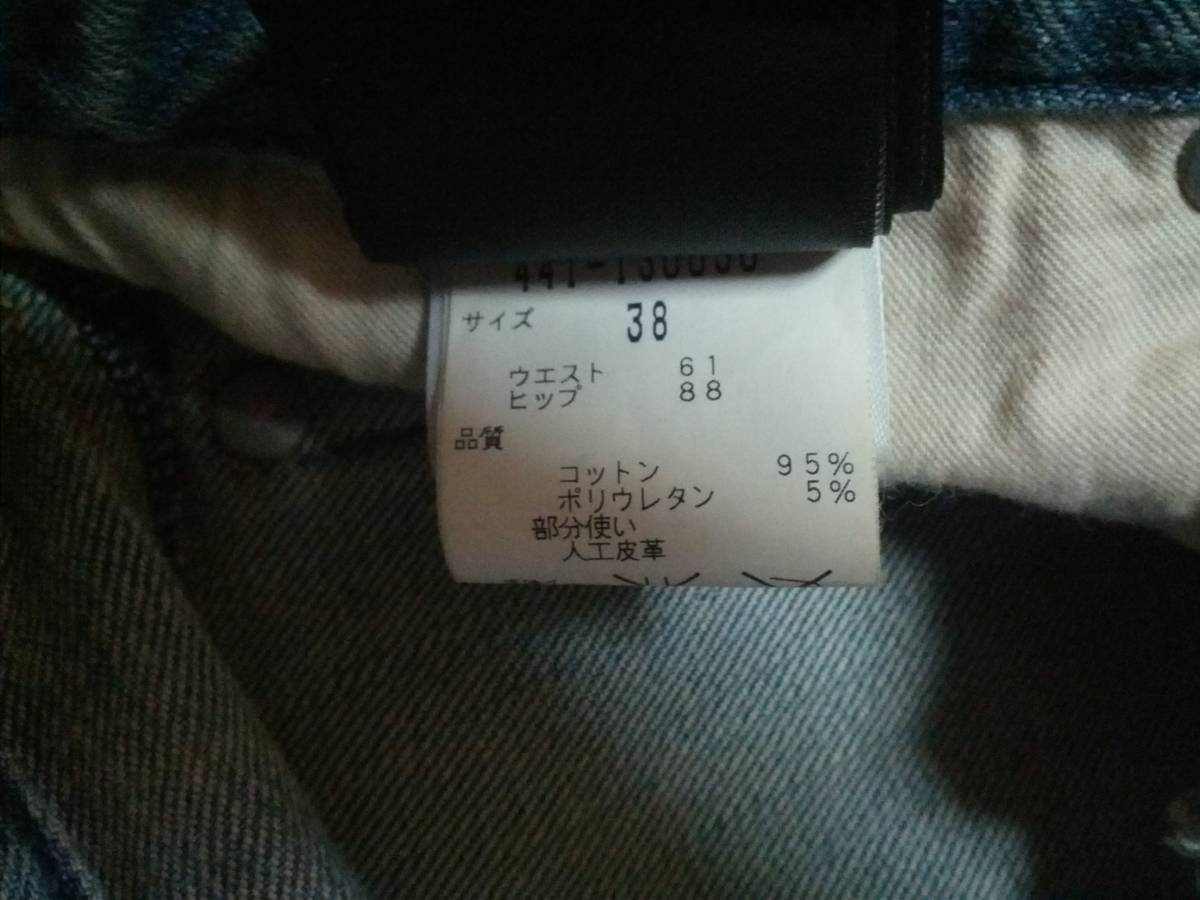 サイズ 38
ウエスト 61
ヒップ 88
品質
コットン 95%
ポリウレタン 5%
部分使い
人工皮革